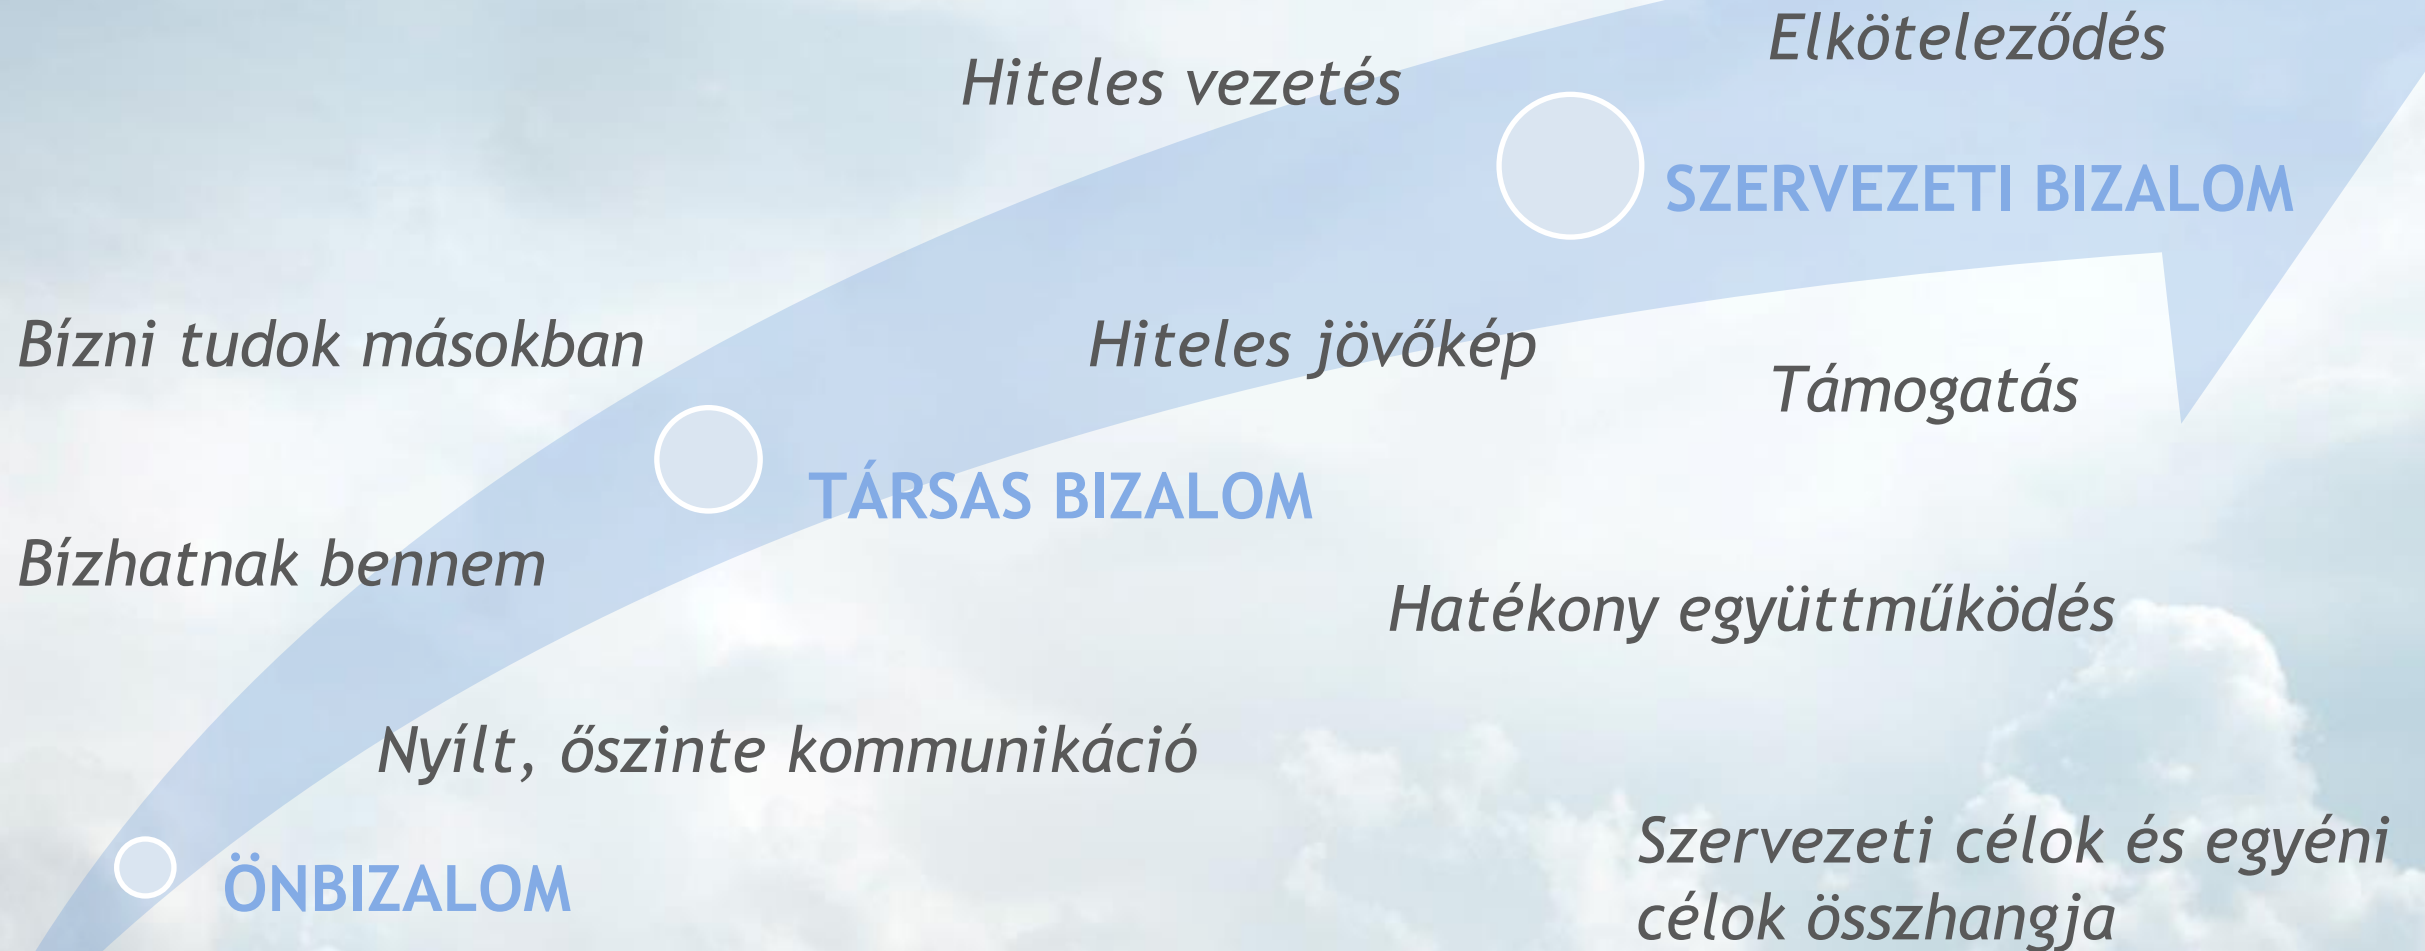 Elköteleződés
Hiteles vezetés
SZERVEZETI BIZALOM
Bízni tudok másokban
Hiteles jövőkép
Támogatás
TÁRSAS BIZALOM
Bízhatnak bennem
Hatékony együttműködés
Nyílt, őszinte kommunikáció
ÖNBIZALOM
Szervezeti célok és egyéni
célok összhangja